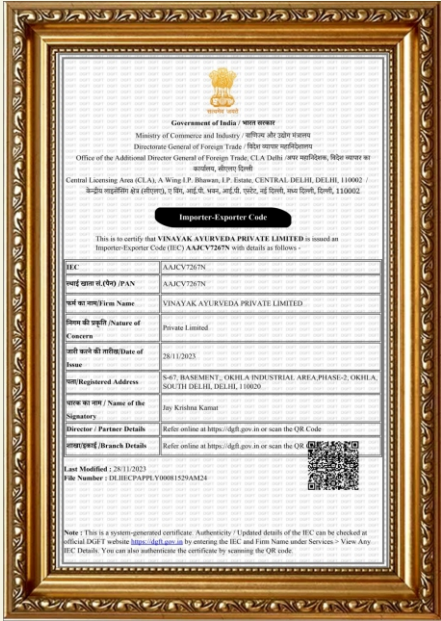 सत्यमेव जयते
Government of India / भारत सरकार
Ministry of Commerce and Industry / वाणिज्य और उद्योग मंत्रालय
Directorate General of Foreign Trade / विदेश व्यापार महानिदेशालय
Office of the Additional Director General of Foreign Trade, CLA Delhi /अपर महानिदेशक, विदेश व्यापार का
कार्यालय, सीएलए दिल्ली
Central Licensing Area (CLA), A Wing I.P. Bhawan, I.P. Estate, CENTRAL DELHI, DELHI, 110002 /
केन्द्रीय लाइसेंसिंग क्षेत्र (सीएलए), ए विंग, आई.पी. भवन, आई.पी. एस्टेट, नई दिल्ली, मध्य दिल्ली, दिल्ली, 110002
Importer-Exporter Code
This is to certify that VINAYAK AYURVEDA PRIVATE LIMITED is issued an
Importer-Exporter Code (IEC) AAJCV7267N with details as follows -
IEC AAJCV7267N
स्थाई खाता सं.(पैन) /PAN AAJCV7267N
फर्म का नाम/Firm Name VINAYAK AYURVEDA PRIVATE LIMITED
निगम की प्रकृति /Nature of
Concern Private Limited
जारी करने की तारीख/Date of
Issue 28/11/2023
पता/Registered Address S-67, BASEMENT, OKHLA INDUSTRIAL AREA,PHASE-2, OKHLA,
SOUTH DELHI, DELHI, 110020
धारक का नाम / Name of the
Signatory Jay Krishna Kamat
Director / Partner Details Refer online at https://dgft.gov.in or scan the QR Code
शाखा/इकाई /Branch Details Refer online at https://dgft.gov.in or scan the QR
Last Modified : 28/11/2023
File Number : DLIIECPAPPLY00081529AM24
Note : This is a system-generated certificate. Authenticity / Updated details of the IEC can be checked at
official DGFT website https://dgft.gov.in by entering the IEC and Firm Name under Services > View Any
IEC Details. You can also authenticate the certificate by scanning the QR code.